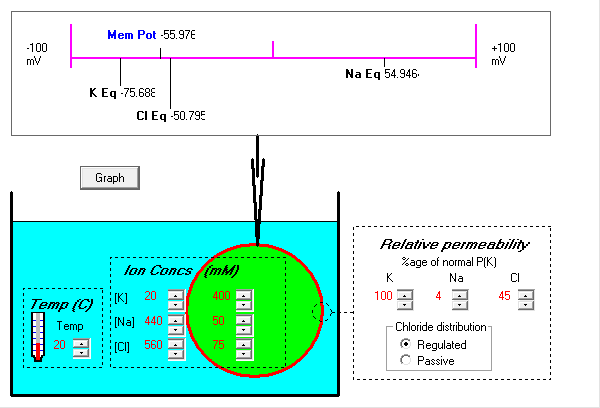 Mem Pot -55.976
-100 mV
+100 mV
K Eq -75.686
Na Eq 54.946
Cl Eq -50.795
Graph
Relative permeability
%age of normal P(K)
K Na Cl
100 4 45
Chloride distribution
Regulated
Passive
Ion Concs (mM)
[K] 20 400
[Na] 440 50
[Cl] 560 75
Temp (C)
Temp
20